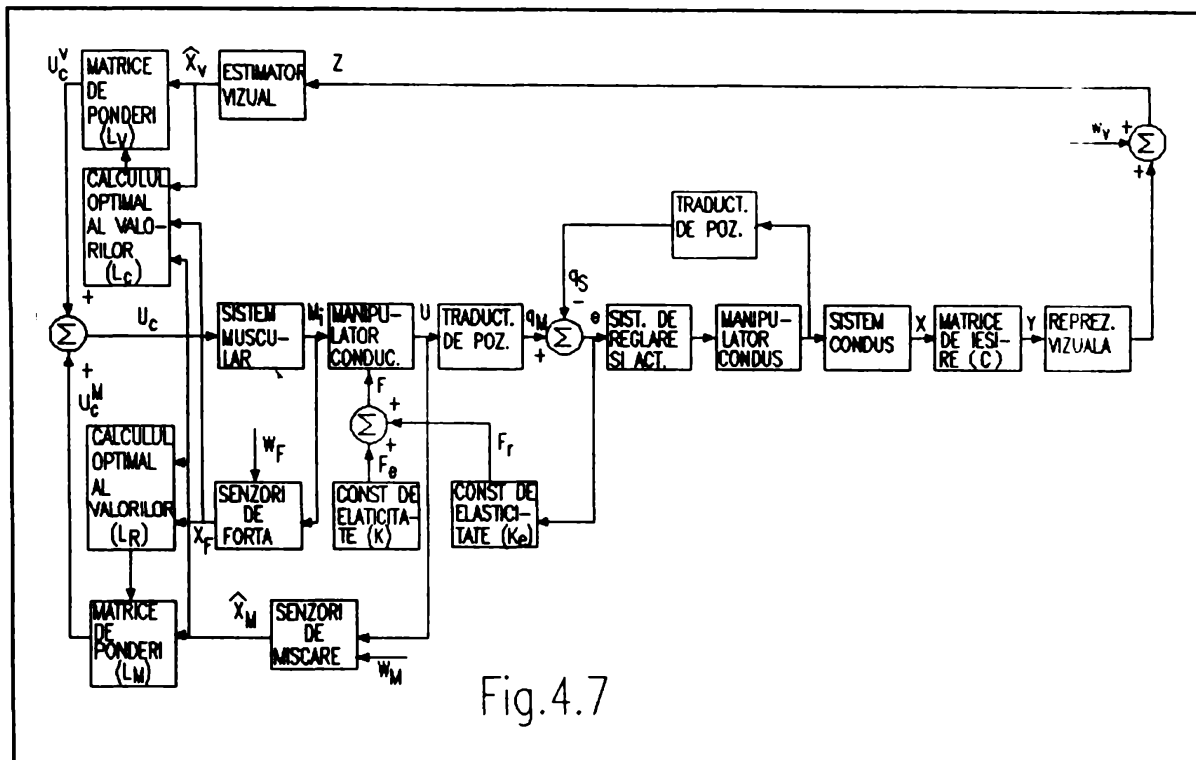 U_c^V
MATRICE
DE
PONDERI
(L_V)
X̂_V
ESTIMATOR
VIZUAL
Z
W_V
+
Σ
+
CALCULUL
OPTIMAL
AL VALO-
RILOR
(L_C)
TRADUCT.
DE POZ.
q_S
-
+
Σ
U_C
SISTEM
MUSCU-
LAR
M_i
MANIPU-
LATOR
CONDUC.
U
TRADUCT.
DE POZ.
q_M
Σ
+
e
SIST. DE
REGLARE
SI ACT.
MANIPU-
LATOR
CONDUS
SISTEM
CONDUS
X
MATRICE
DE IESI-
RE (C)
Y
REPREZ.
VIZUALA
+
U_C^M
F
+
Σ
+
F_e
F_r
CALCULUL
OPTIMAL
AL
VALORILOR
(L_R)
X_F
W_F
SENZORI
DE
FORTA
CONST DE
ELATICITA-
TE (K)
CONST DE
ELASTICI-
TATE (Ke)
MATRICE
DE
PONDERI
(L_M)
X̂_M
SENZORI
DE
MISCARE
W_M
Fig.4.7